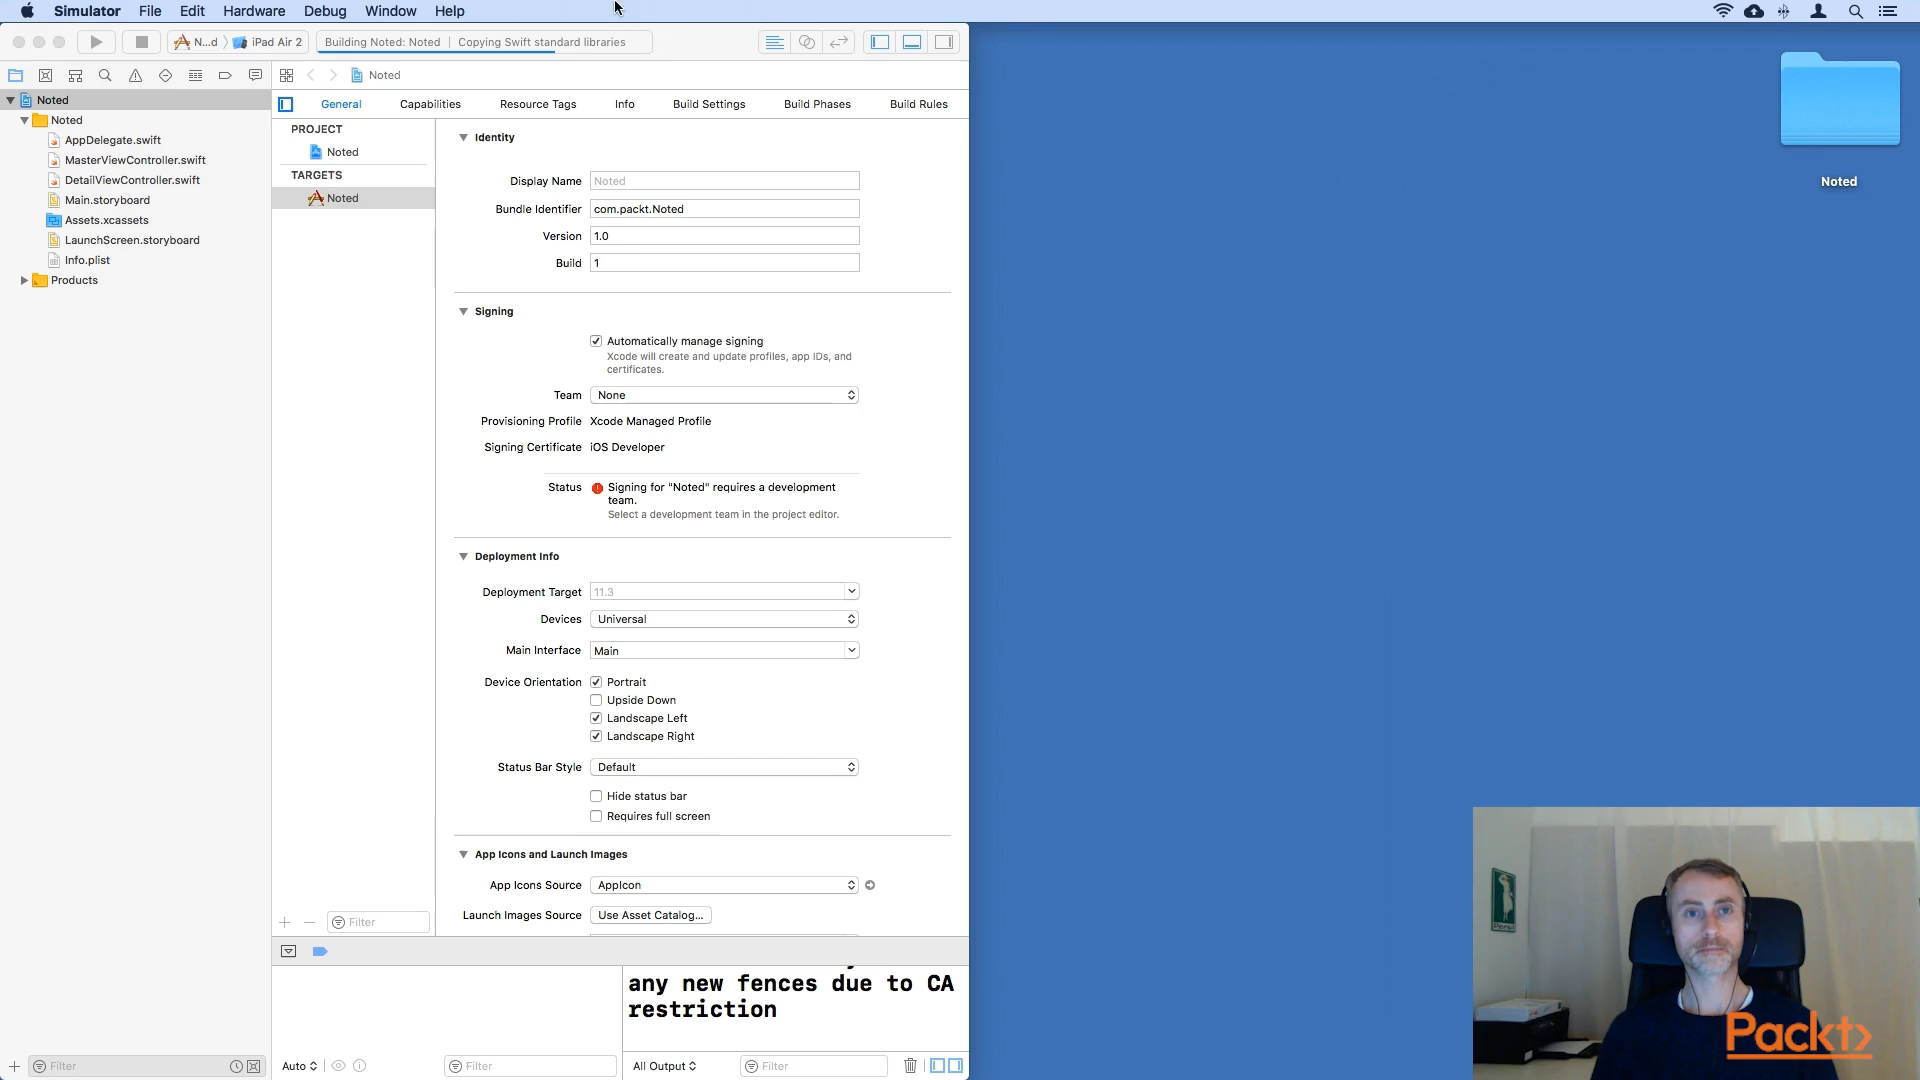 Simulator File Edit Hardware Debug Window Help
N...d iPad Air 2 Building Noted: Noted | Copying Swift standard libraries
Noted
Noted
Noted
AppDelegate.swift
MasterViewController.swift
DetailViewController.swift
Main.storyboard
Assets.xcassets
LaunchScreen.storyboard
Info.plist
Products
General Capabilities Resource Tags Info Build Settings Build Phases Build Rules
PROJECT
Noted
TARGETS
Noted
Identity
Display Name Noted
Bundle Identifier com.packt.Noted
Version 1.0
Build 1
Signing
Automatically manage signing
Xcode will create and update profiles, app IDs, and
certificates.
Team None
Provisioning Profile Xcode Managed Profile
Signing Certificate iOS Developer
Status Signing for "Noted" requires a development
team.
Select a development team in the project editor.
Deployment Info
Deployment Target 11.3
Devices Universal
Main Interface Main
Device Orientation Portrait
Upside Down
Landscape Left
Landscape Right
Status Bar Style Default
Hide status bar
Requires full screen
App Icons and Launch Images
App Icons Source AppIcon
Launch Images Source Use Asset Catalog...
Filter
any new fences due to CA
restriction
Filter
Auto
Filter
All Output
Filter
Noted
Packt>